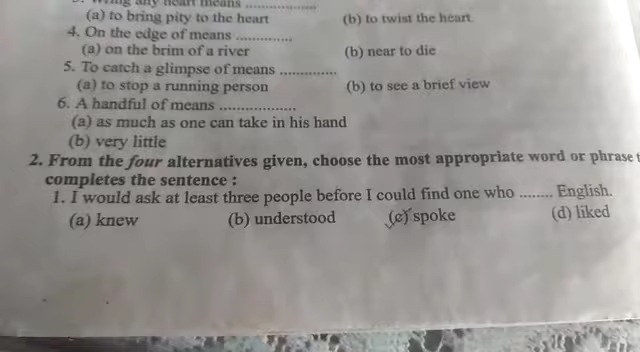 any heart means ..................
(a) to bring pity to the heart (b) to twist the heart
4. On the edge of means ..............
(a) on the brim of a river (b) near to die
5. To catch a glimpse of means ..............
(a) to stop a running person (b) to see a brief view
6. A handful of means ...................
(a) as much as one can take in his hand
(b) very little
2. From the four alternatives given, choose the most appropriate word or phrase
completes the sentence :
1. I would ask at least three people before I could find one who ........ English.
(a) knew (b) understood (c) spoke (d) liked